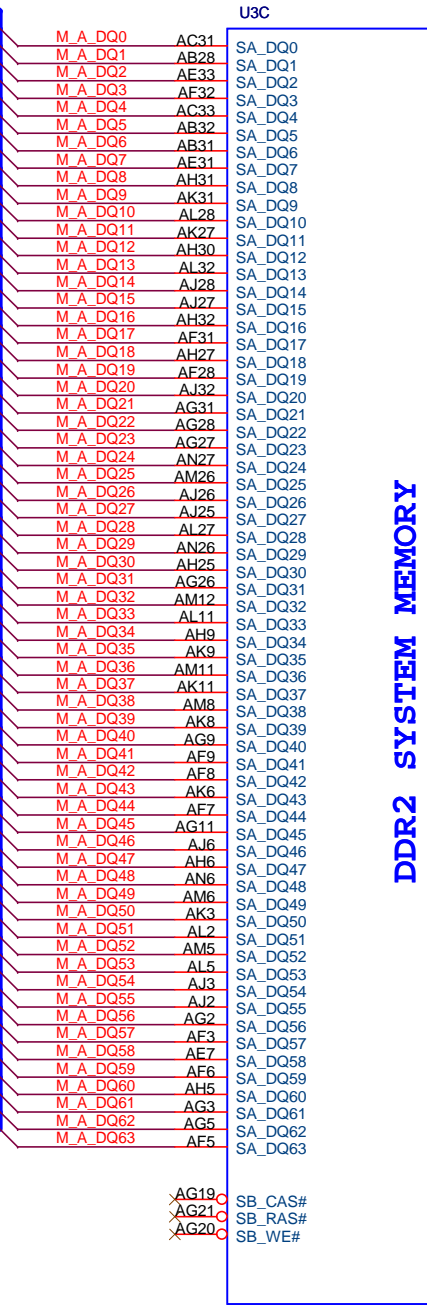 U3C
M_A_DQ0 AC31 SA_DQ0
M_A_DQ1 AB28 SA_DQ1
M_A_DQ2 AE33 SA_DQ2
M_A_DQ3 AF32 SA_DQ3
M_A_DQ4 AC33 SA_DQ4
M_A_DQ5 AB32 SA_DQ5
M_A_DQ6 AB31 SA_DQ6
M_A_DQ7 AE31 SA_DQ7
M_A_DQ8 AH31 SA_DQ8
M_A_DQ9 AK31 SA_DQ9
M_A_DQ10 AL28 SA_DQ10
M_A_DQ11 AK27 SA_DQ11
M_A_DQ12 AH30 SA_DQ12
M_A_DQ13 AL32 SA_DQ13
M_A_DQ14 AJ28 SA_DQ14
M_A_DQ15 AJ27 SA_DQ15
M_A_DQ16 AH32 SA_DQ16
M_A_DQ17 AF31 SA_DQ17
M_A_DQ18 AH27 SA_DQ18
M_A_DQ19 AF28 SA_DQ19
M_A_DQ20 AJ32 SA_DQ20
M_A_DQ21 AG31 SA_DQ21
M_A_DQ22 AG28 SA_DQ22
M_A_DQ23 AG27 SA_DQ23
M_A_DQ24 AN27 SA_DQ24
M_A_DQ25 AM26 SA_DQ25
M_A_DQ26 AJ26 SA_DQ26
M_A_DQ27 AJ25 SA_DQ27
M_A_DQ28 AL27 SA_DQ28
M_A_DQ29 AN26 SA_DQ29
M_A_DQ30 AH25 SA_DQ30
M_A_DQ31 AG26 SA_DQ31
M_A_DQ32 AM12 SA_DQ32
M_A_DQ33 AL11 SA_DQ33
M_A_DQ34 AH9 SA_DQ34
M_A_DQ35 AK9 SA_DQ35
M_A_DQ36 AM11 SA_DQ36
M_A_DQ37 AK11 SA_DQ37
M_A_DQ38 AM8 SA_DQ38
M_A_DQ39 AK8 SA_DQ39
M_A_DQ40 AG9 SA_DQ40
M_A_DQ41 AF9 SA_DQ41
M_A_DQ42 AF8 SA_DQ42
M_A_DQ43 AK6 SA_DQ43
M_A_DQ44 AF7 SA_DQ44
M_A_DQ45 AG11 SA_DQ45
M_A_DQ46 AJ6 SA_DQ46
M_A_DQ47 AH6 SA_DQ47
M_A_DQ48 AN6 SA_DQ48
M_A_DQ49 AM6 SA_DQ49
M_A_DQ50 AK3 SA_DQ50
M_A_DQ51 AL2 SA_DQ51
M_A_DQ52 AM5 SA_DQ52
M_A_DQ53 AL5 SA_DQ53
M_A_DQ54 AJ3 SA_DQ54
M_A_DQ55 AJ2 SA_DQ55
M_A_DQ56 AG2 SA_DQ56
M_A_DQ57 AF3 SA_DQ57
M_A_DQ58 AE7 SA_DQ58
M_A_DQ59 AF6 SA_DQ59
M_A_DQ60 AH5 SA_DQ60
M_A_DQ61 AG3 SA_DQ61
M_A_DQ62 AG5 SA_DQ62
M_A_DQ63 AF5 SA_DQ63
AG19 SB_CAS#
AG21 SB_RAS#
AG20 SB_WE#
DDR2 SYSTEM MEMORY